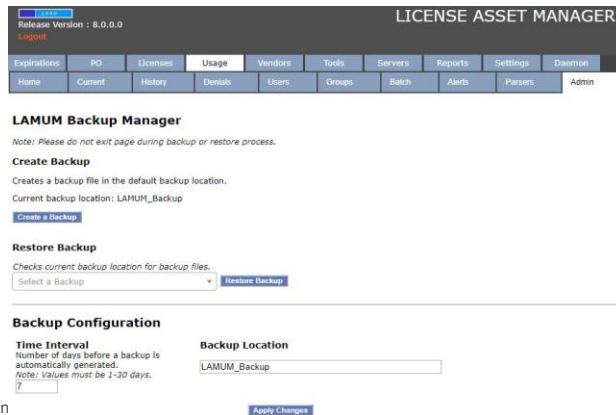 LOGO
Release Version : 8.0.0.0
Logout
LICENSE ASSET MANAGER
Expirations PO Licenses Usage Vendors Tools Servers Reports Settings Daemon
Home Current History Denials Users Groups Batch Alerts Parsers Admin
LAMUM Backup Manager
Note: Please do not exit page during backup or restore process.
Create Backup
Creates a backup file in the default backup location.
Current backup location: LAMUM_Backup
Create a Backup
Restore Backup
Checks current backup location for backup files.
Select a Backup Restore Backup
Backup Configuration
Time Interval
Number of days before a backup is
automatically generated.
Note: Values must be 1-30 days.
7
Backup Location
LAMUM_Backup
n
Apply Changes